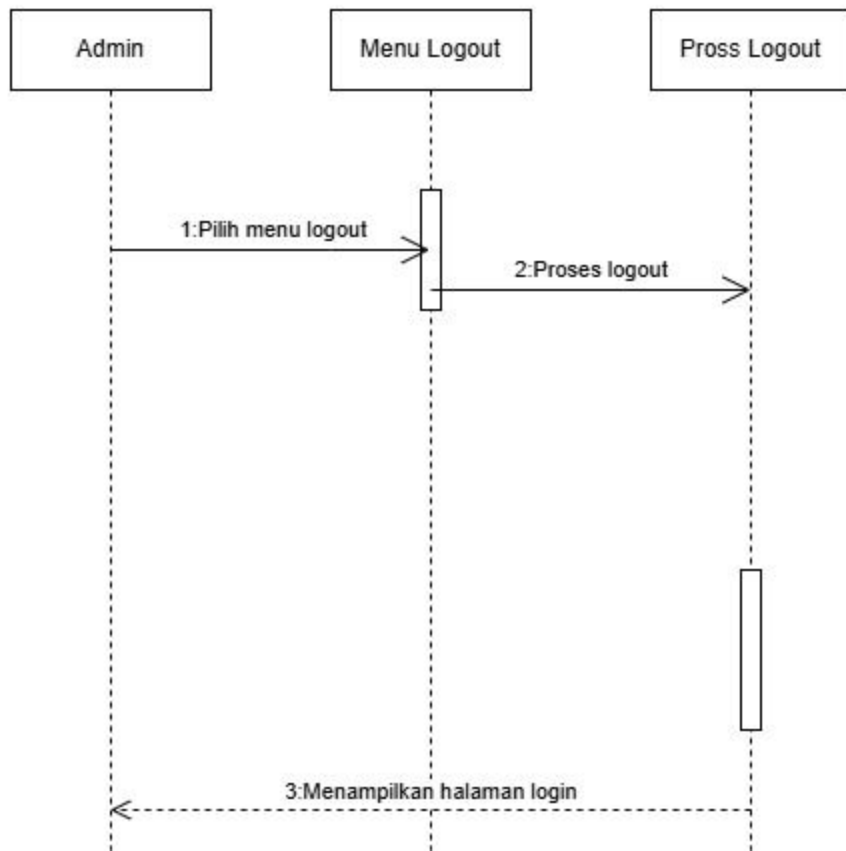 Admin
Menu Logout
Pross Logout
1:Pilih menu logout
2:Proses logout
3:Menampilkan halaman login